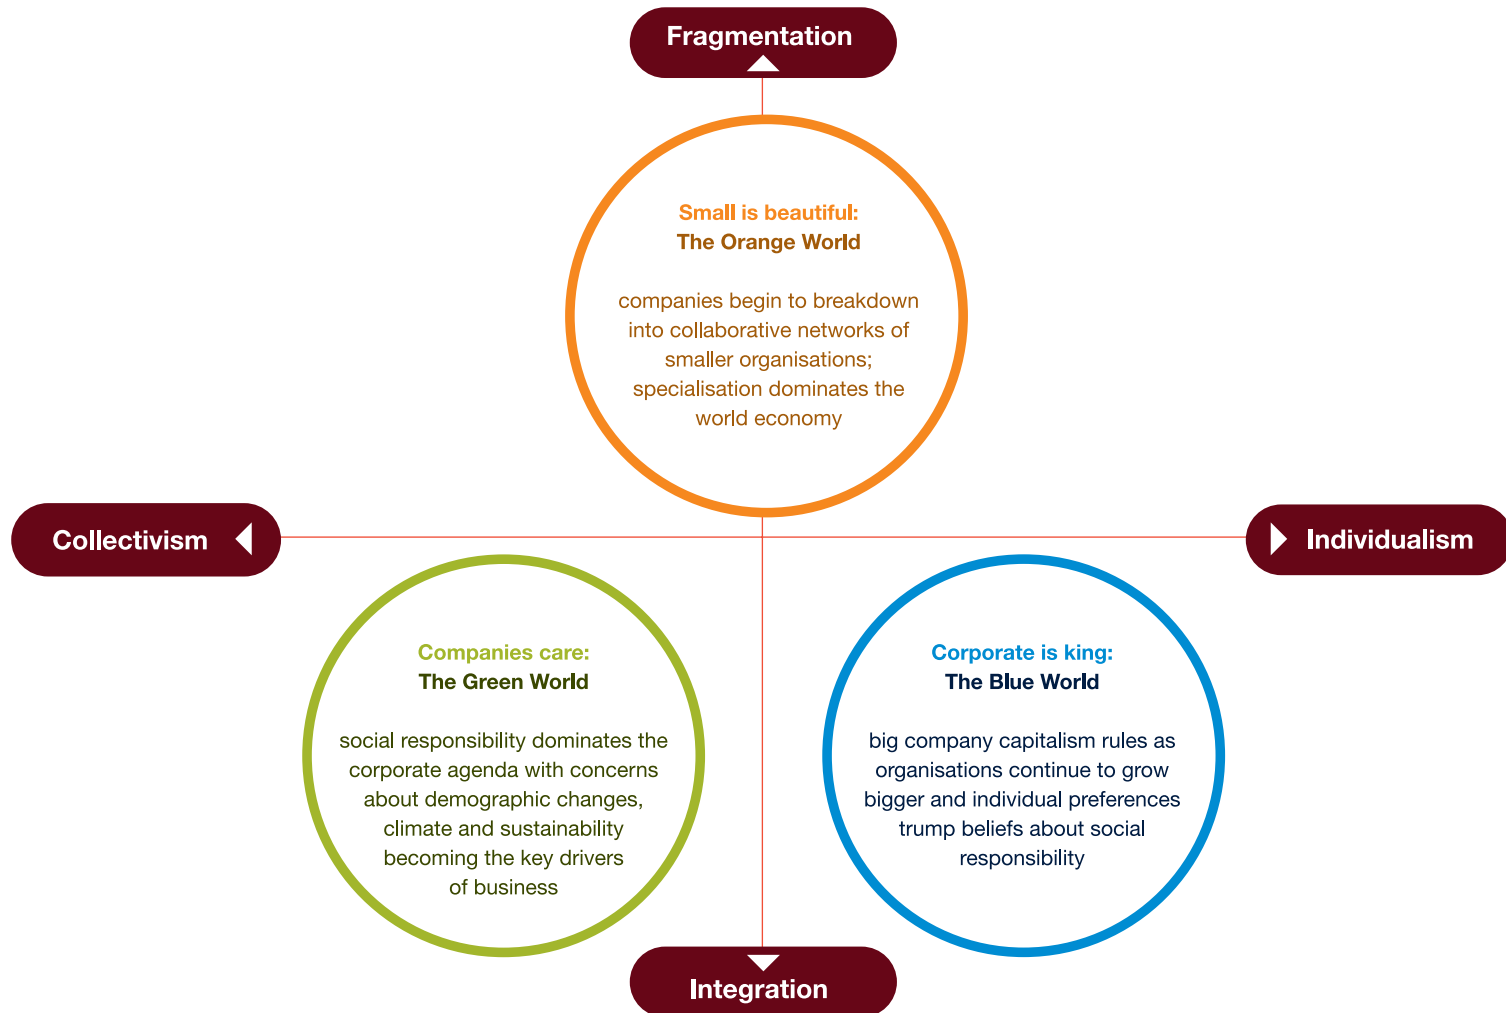 Fragmentation
Small is beautiful:
The Orange World
companies begin to breakdown
into collaborative networks of
smaller organisations;
specialisation dominates the
world economy
Collectivism
Individualism
Companies care:
The Green World
social responsibility dominates the
corporate agenda with concerns
about demographic changes,
climate and sustainability
becoming the key drivers
of business
Corporate is king:
The Blue World
big company capitalism rules as
organisations continue to grow
bigger and individual preferences
trump beliefs about social
responsibility
Integration